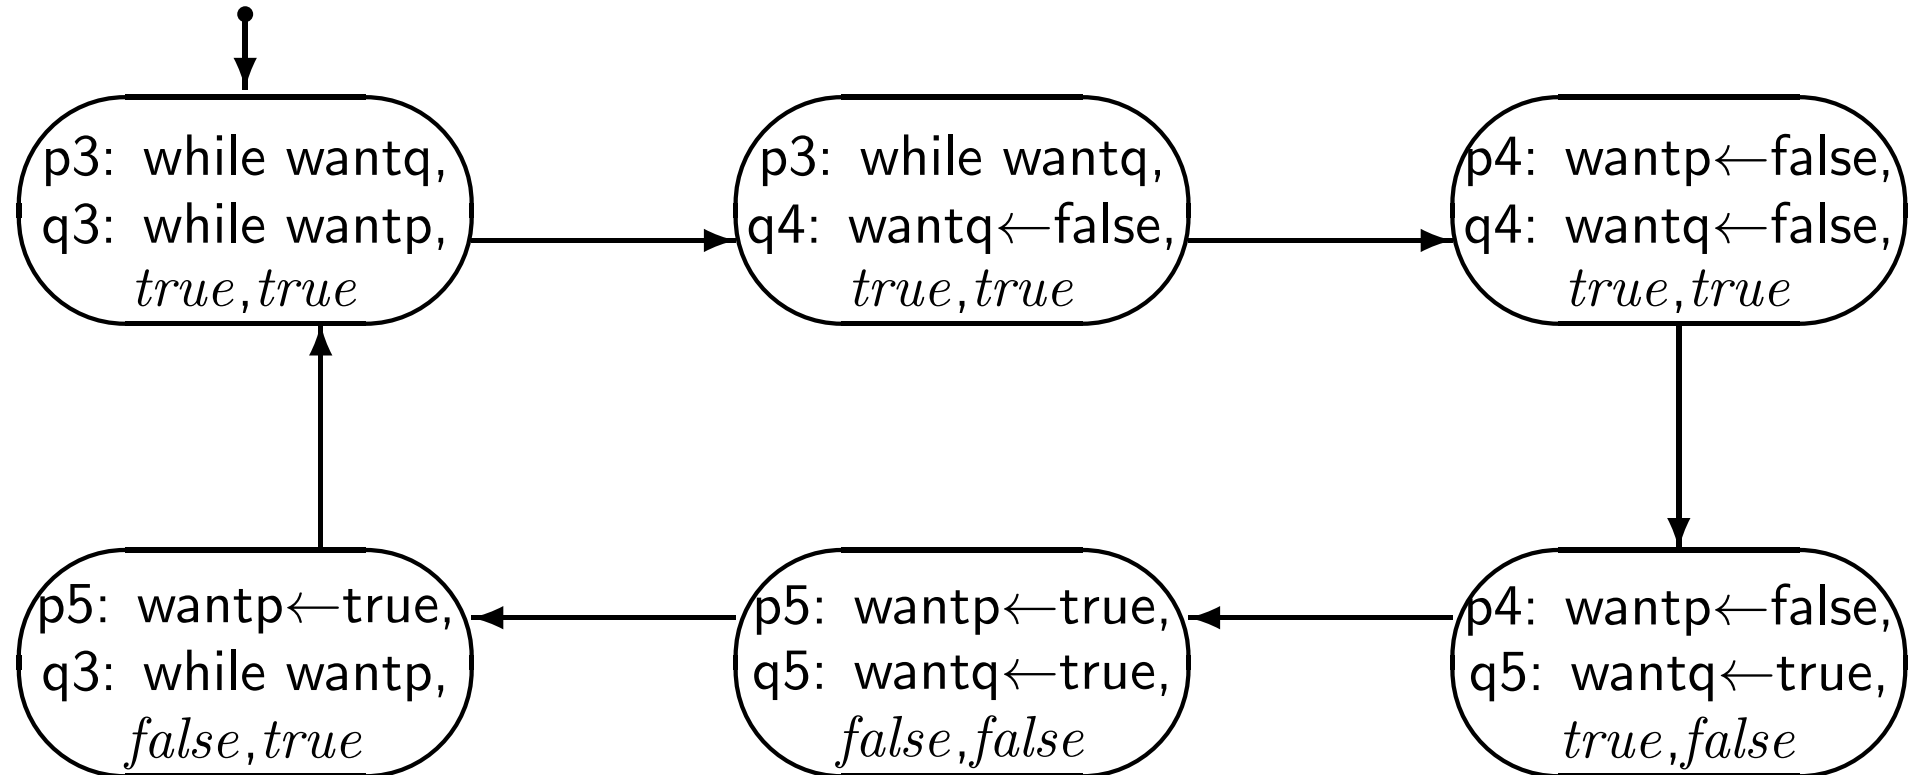 p3: while wantq,
q3: while wantp,
true,true
p3: while wantq,
q4: wantq←false,
true,true
p4: wantp←false,
q4: wantq←false,
true,true
p5: wantp←true,
q3: while wantp,
false,true
p5: wantp←true,
q5: wantq←true,
false,false
p4: wantp←false,
q5: wantq←true,
true,false